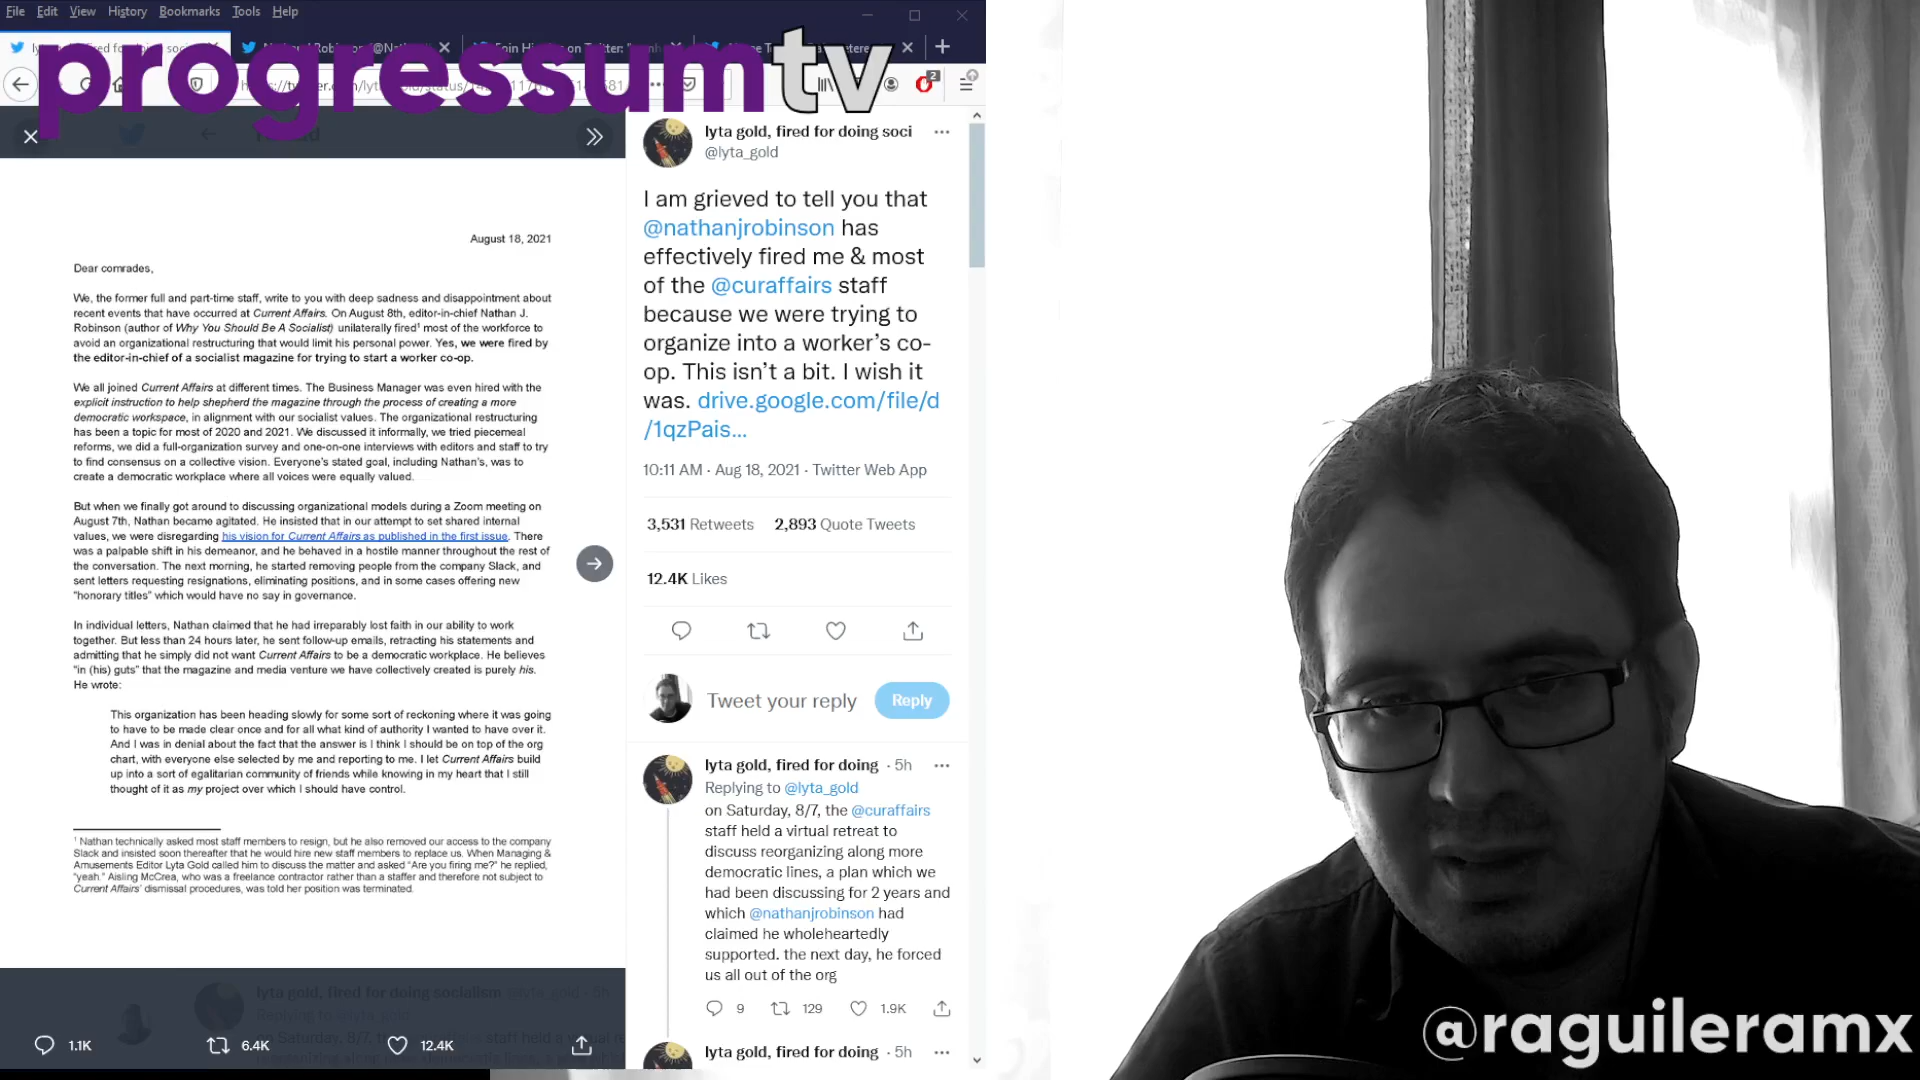 File Edit View History Bookmarks Tools Help
progressumtv
2
lyta gold, fired for doing soci
@lyta_gold
August 18, 2021
Dear comrades,
We, the former full and part-time staff, write to you with deep sadness and disappointment about
recent events that have occurred at Current Affairs. On August 8th, editor-in-chief Nathan J.
Robinson (author of Why You Should Be A Socialist) unilaterally fired¹ most of the workforce to
avoid an organizational restructuring that would limit his personal power. Yes, we were fired by
the editor-in-chief of a socialist magazine for trying to start a worker co-op.
We all joined Current Affairs at different times. The Business Manager was even hired with the
explicit instruction to help shepherd the magazine through the process of creating a more
democratic workspace, in alignment with our socialist values. The organizational restructuring
has been a topic for most of 2020 and 2021. We discussed it informally, we tried piecemeal
reforms, we did a full-organization survey and one-on-one interviews with editors and staff to try
to find consensus on a collective vision. Everyone's stated goal, including Nathan's, was to
create a democratic workplace where all voices were equally valued.
But when we finally got around to discussing organizational models during a Zoom meeting on
August 7th, Nathan became agitated. He insisted that in our attempt to set shared internal
values, we were disregarding his vision for Current Affairs as published in the first issue. There
was a palpable shift in his demeanor, and he behaved in a hostile manner throughout the rest of
the conversation. The next morning, he started removing people from the company Slack, and
sent letters requesting resignations, eliminating positions, and in some cases offering new
"honorary titles" which would have no say in governance.
In individual letters, Nathan claimed that he had irreparably lost faith in our ability to work
together. But less than 24 hours later, he sent follow-up emails, retracting his statements and
admitting that he simply did not want Current Affairs to be a democratic workplace. He believes
"in (his) guts" that the magazine and media venture we have collectively created is purely his.
He wrote:
This organization has been heading slowly for some sort of reckoning where it was going
to have to be made clear once and for all what kind of authority I wanted to have over it.
And I was in denial about the fact that the answer is I think I should be on top of the org
chart, with everyone else selected by me and reporting to me. I let Current Affairs build
up into a sort of egalitarian community of friends while knowing in my heart that I still
thought of it as my project over which I should have control.
¹ Nathan technically asked most staff members to resign, but he also removed our access to the company
Slack and insisted soon thereafter that he would hire new staff members to replace us. When Managing &
Amusements Editor Lyta Gold called him to discuss the matter and asked "Are you firing me?" he replied,
"yeah." Aisling McCrea, who was a freelance contractor rather than a staffer and therefore not subject to
Current Affairs' dismissal procedures, was told her position was terminated.
1.1K 6.4K 12.4K
I am grieved to tell you that
@nathanjrobinson has
effectively fired me & most
of the @curaffairs staff
because we were trying to
organize into a worker's co-
op. This isn't a bit. I wish it
was. drive.google.com/file/d
/1qzPais...
10:11 AM · Aug 18, 2021 · Twitter Web App
3,531 Retweets 2,893 Quote Tweets
12.4K Likes
Tweet your reply Reply
lyta gold, fired for doing · 5h
Replying to @lyta_gold
on Saturday, 8/7, the @curaffairs
staff held a virtual retreat to
discuss reorganizing along more
democratic lines, a plan which we
had been discussing for 2 years and
which @nathanjrobinson had
claimed he wholeheartedly
supported. the next day, he forced
us all out of the org
9 129 1.9K
lyta gold, fired for doing · 5h
@raguileramx